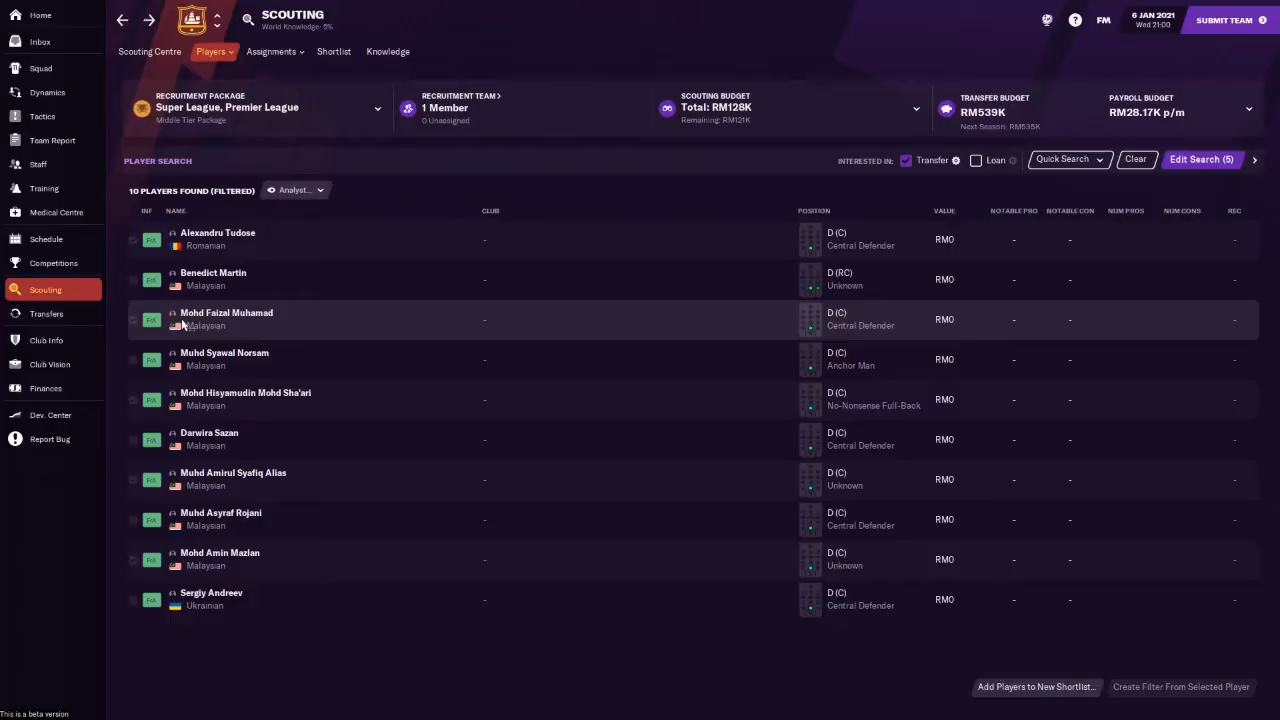 Home
Inbox
Squad
Dynamics
Tactics
Team Report
Staff
Training
Medical Centre
Schedule
Competitions
Scouting
Transfers
Club Info
Club Vision
Finances
Dev. Center
Report Bug
This is a beta version
SCOUTING
World Knowledge: 5%
?
FM
6 JAN 2021
Wed 21:00
SUBMIT TEAM
Scouting Centre
Players
Assignments
Shortlist
Knowledge
RECRUITMENT PACKAGE
Super League, Premier League
Middle Tier Package
RECRUITMENT TEAM >
1 Member
0 Unassigned
SCOUTING BUDGET
Total: RM128K
Remaining: RM121K
TRANSFER BUDGET
RM539K
Next Season: RM535K
PAYROLL BUDGET
RM28.17K p/m
PLAYER SEARCH
INTERESTED IN: Transfer Loan
Quick Search
Clear
Edit Search (5)
10 PLAYERS FOUND (FILTERED) Analyst...
INF NAME CLUB POSITION VALUE NOTABLE PRO NOTABLE CON NUM PROS NUM CONS REC
F/A Alexandru Tudose - D (C) RM0 - - -
Romanian Central Defender
F/A Benedict Martin - D (RC) RM0 - - -
Malaysian Unknown
F/A Mohd Faizal Muhamad - D (C) RM0 - - -
Malaysian Central Defender
F/A Muhd Syawal Norsam - D (C) RM0 - - -
Malaysian Anchor Man
F/A Mohd Hisyamudin Mohd Sha'ari - D (C) RM0 - - -
Malaysian No-Nonsense Full-Back
F/A Darwira Sazan - D (C) RM0 - - -
Malaysian Central Defender
F/A Muhd Amirul Syafiq Alias - D (C) RM0 - - -
Malaysian Unknown
F/A Muhd Asyraf Rojani - D (C) RM0 - - -
Malaysian Central Defender
F/A Mohd Amin Mazlan - D (C) RM0 - - -
Malaysian Unknown
F/A Sergiy Andreev - D (C) RM0 - - -
Ukrainian Central Defender
Add Players to New Shortlist...
Create Filter From Selected Player